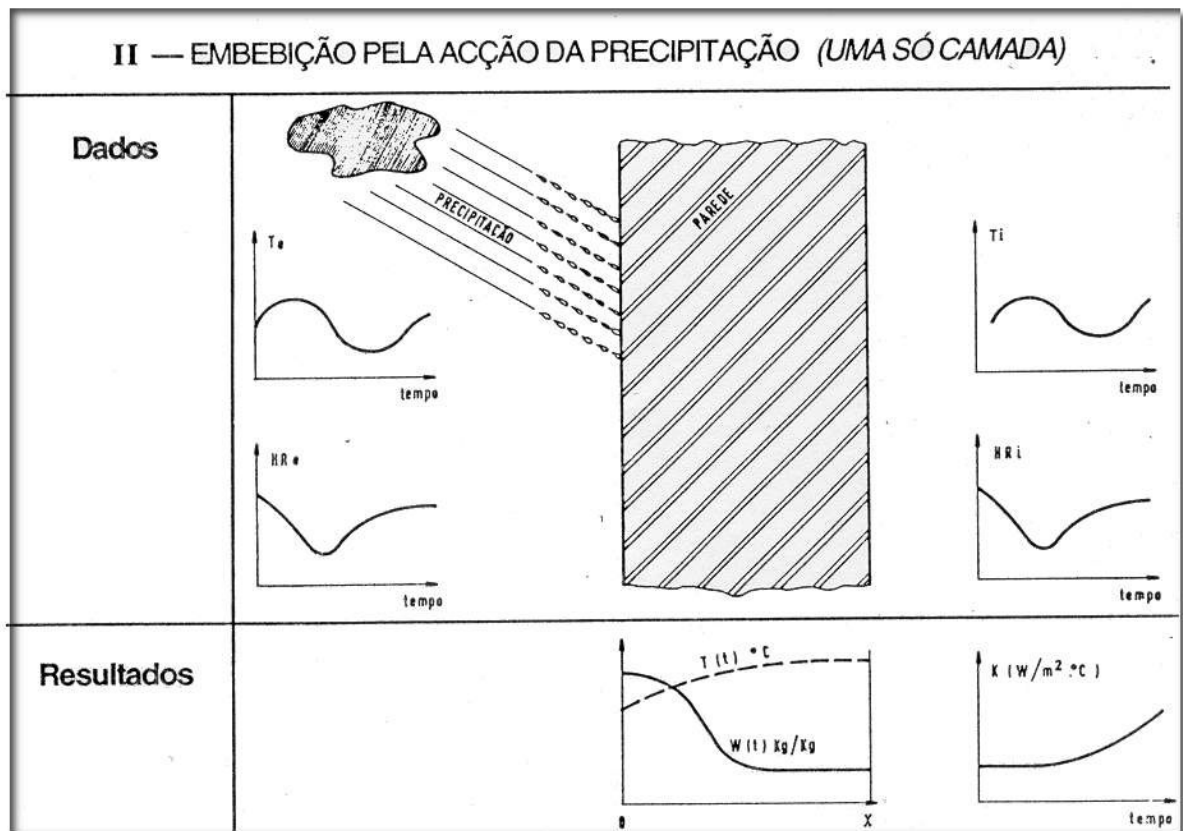 II — EMBEBIÇÃO PELA ACÇÃO DA PRECIPITAÇÃO (UMA SÓ CAMADA)
Dados
PRECIPITAÇÃO
PAREDE
Te
tempo
Ti
tempo
HRe
tempo
HRi
tempo
Resultados
T(t) °C
W(t) Kg/Kg
0
X
K (W/m².°C)
tempo